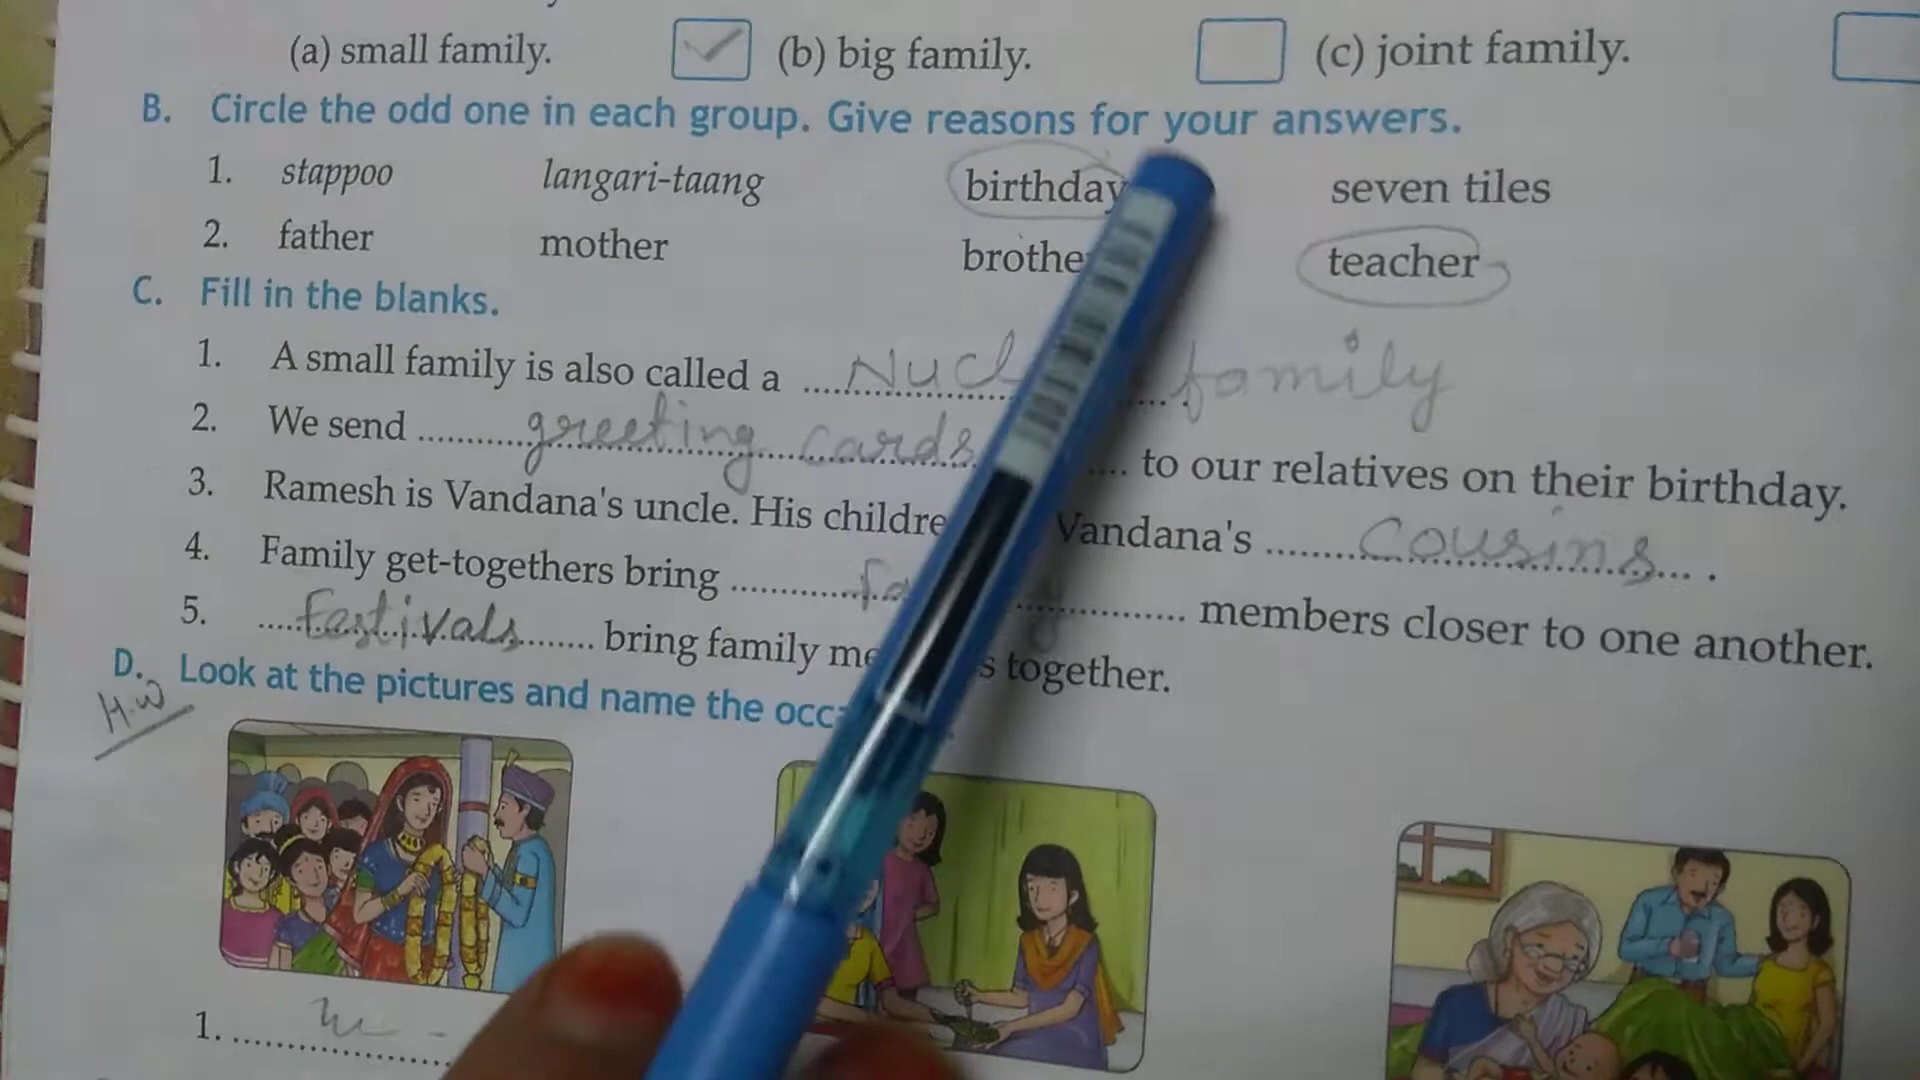 (a) small family. (b) big family. (c) joint family.
B. Circle the odd one in each group. Give reasons for your answers.
1. stappoo langari-taang birthday seven tiles
2. father mother teacher
C. Fill in the blanks.
1. A small family is also called a family
2. We send greeting cards to our relatives on their birthday.
3. Ramesh is Vandana's uncle. His Vandana's cousins.
4. Family get-togethers bring members closer to one another.
5. Festivals bring family together.
D. Look at the pictures and name the
H.W
1.